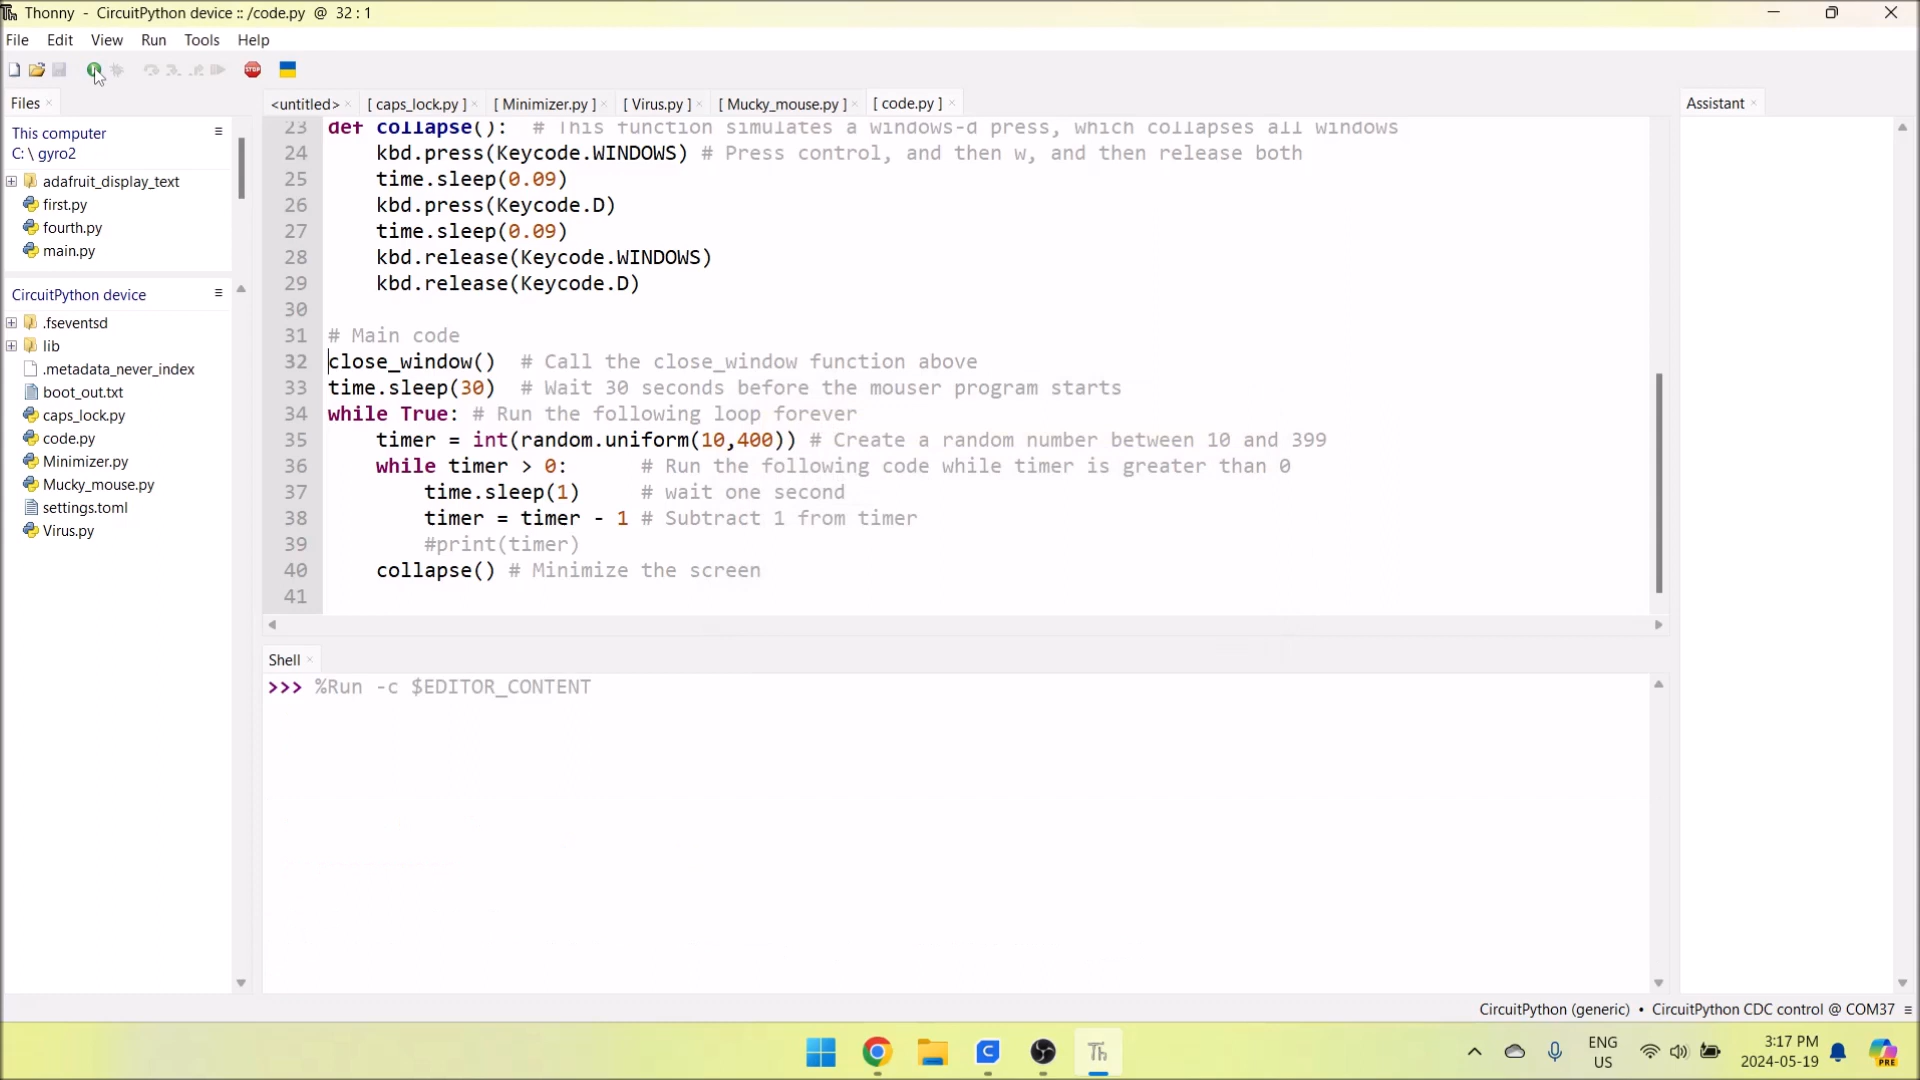 Thonny - CircuitPython device :: /code.py @ 32 : 1
File Edit View Run Tools Help
STOP
Files
<untitled> [ caps_lock.py ] [ Minimizer.py ] [ Virus.py ] [ Mucky_mouse.py ] [ code.py ]
Assistant
This computer
C: \ gyro2
adafruit_display_text
first.py
fourth.py
main.py
CircuitPython device
.fseventsd
lib
.metadata_never_index
boot_out.txt
caps_lock.py
code.py
Minimizer.py
Mucky_mouse.py
settings.toml
Virus.py
23 def collapse():  # This function simulates a windows-d press, which collapses all windows
24     kbd.press(Keycode.WINDOWS) # Press control, and then w, and then release both
25     time.sleep(0.09)
26     kbd.press(Keycode.D)
27     time.sleep(0.09)
28     kbd.release(Keycode.WINDOWS)
29     kbd.release(Keycode.D)
30
31 # Main code
32 close_window()  # Call the close_window function above
33 time.sleep(30)  # Wait 30 seconds before the mouser program starts
34 while True: # Run the following loop forever
35     timer = int(random.uniform(10,400)) # Create a random number between 10 and 399
36     while timer > 0:      # Run the following code while timer is greater than 0
37         time.sleep(1)     # wait one second
38         timer = timer - 1 # Subtract 1 from timer
39         #print(timer)
40     collapse() # Minimize the screen
41
Shell
>>> %Run -c $EDITOR_CONTENT
CircuitPython (generic) • CircuitPython CDC control @ COM37
Th
ENG
US
3:17 PM
2024-05-19
PRE